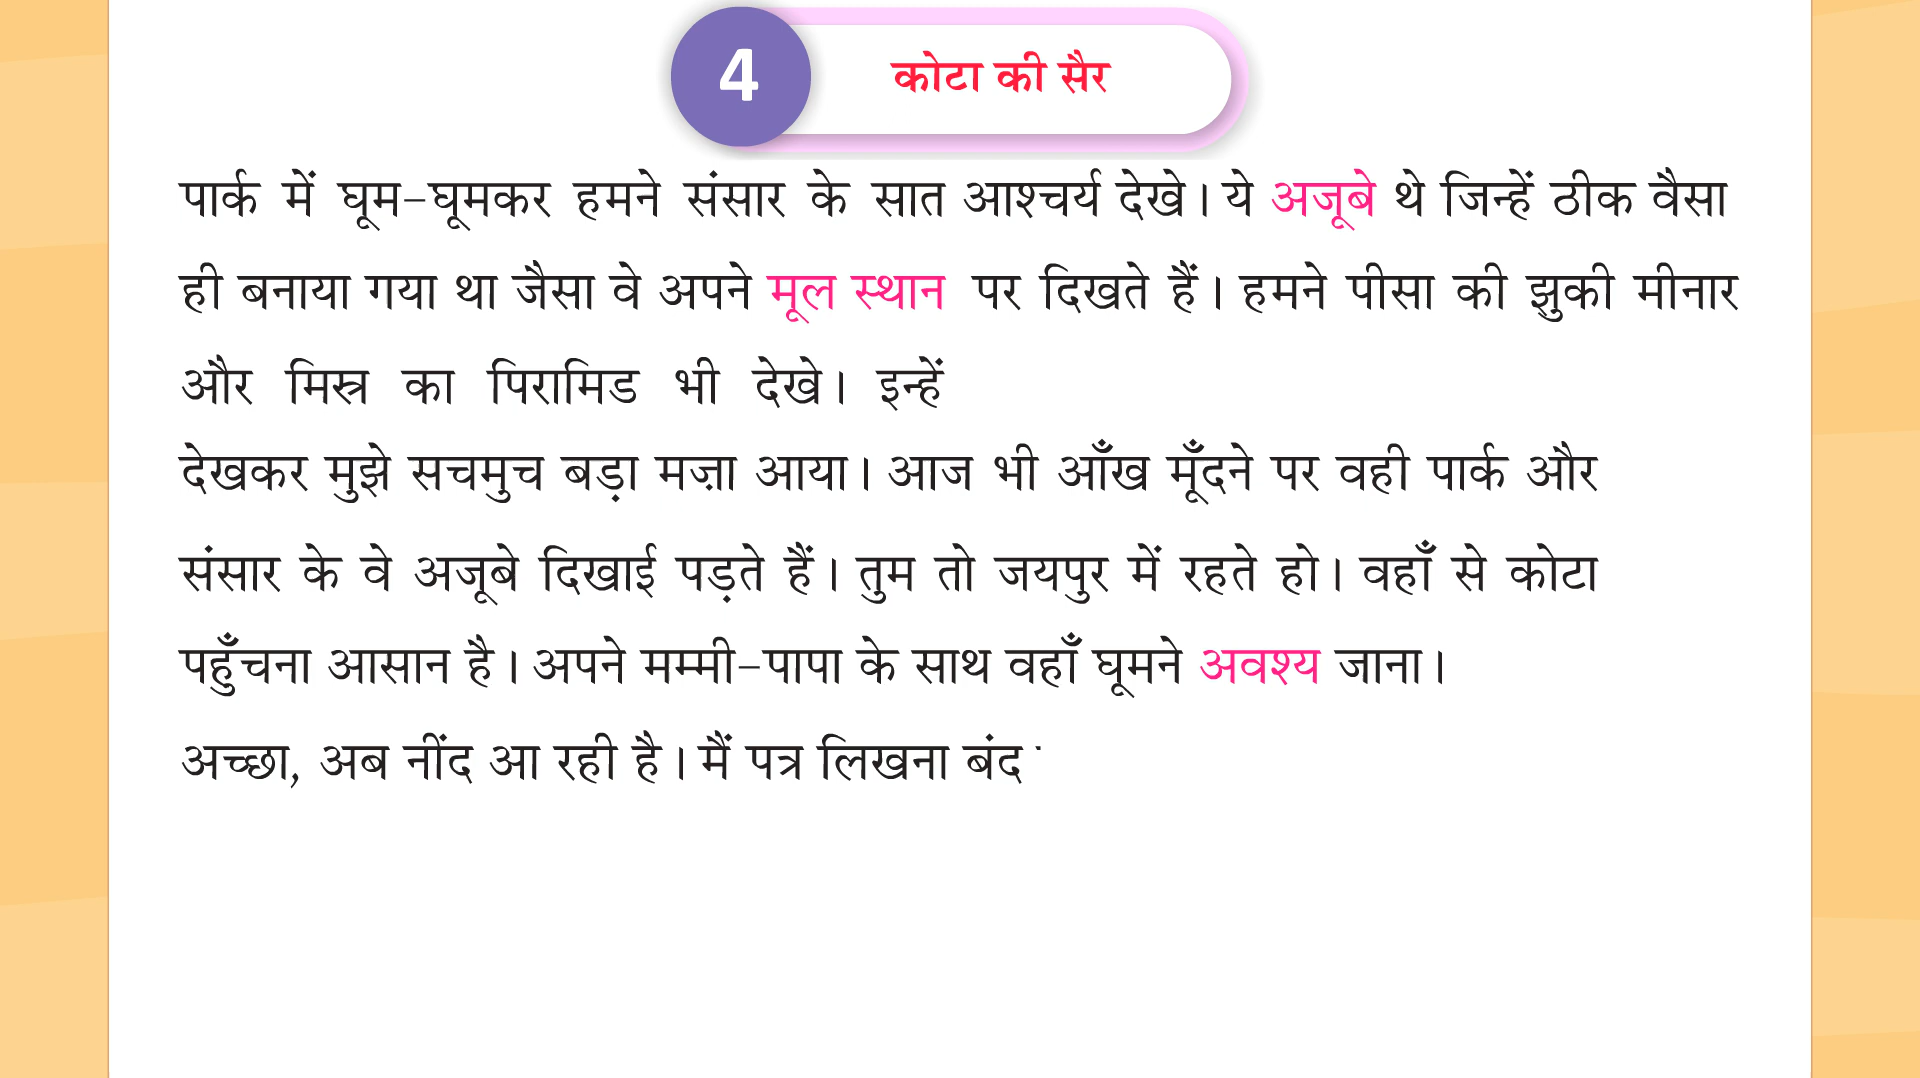 4
कोटा की सैर
पार्क में घूम-घूमकर हमने संसार के सात आश्चर्य देखे। ये अजूबे थे जिन्हें ठीक वैसा
ही बनाया गया था जैसा वे अपने मूल स्थान पर दिखते हैं। हमने पीसा की झुकी मीनार
और मिस्र का पिरामिड भी देखे। इन्हें
देखकर मुझे सचमुच बड़ा मज़ा आया। आज भी आँख मूँदने पर वही पार्क और
संसार के वे अजूबे दिखाई पड़ते हैं। तुम तो जयपुर में रहते हो। वहाँ से कोटा
पहुँचना आसान है। अपने मम्मी-पापा के साथ वहाँ घूमने अवश्य जाना।
अच्छा, अब नींद आ रही है। मैं पत्र लिखना बंद